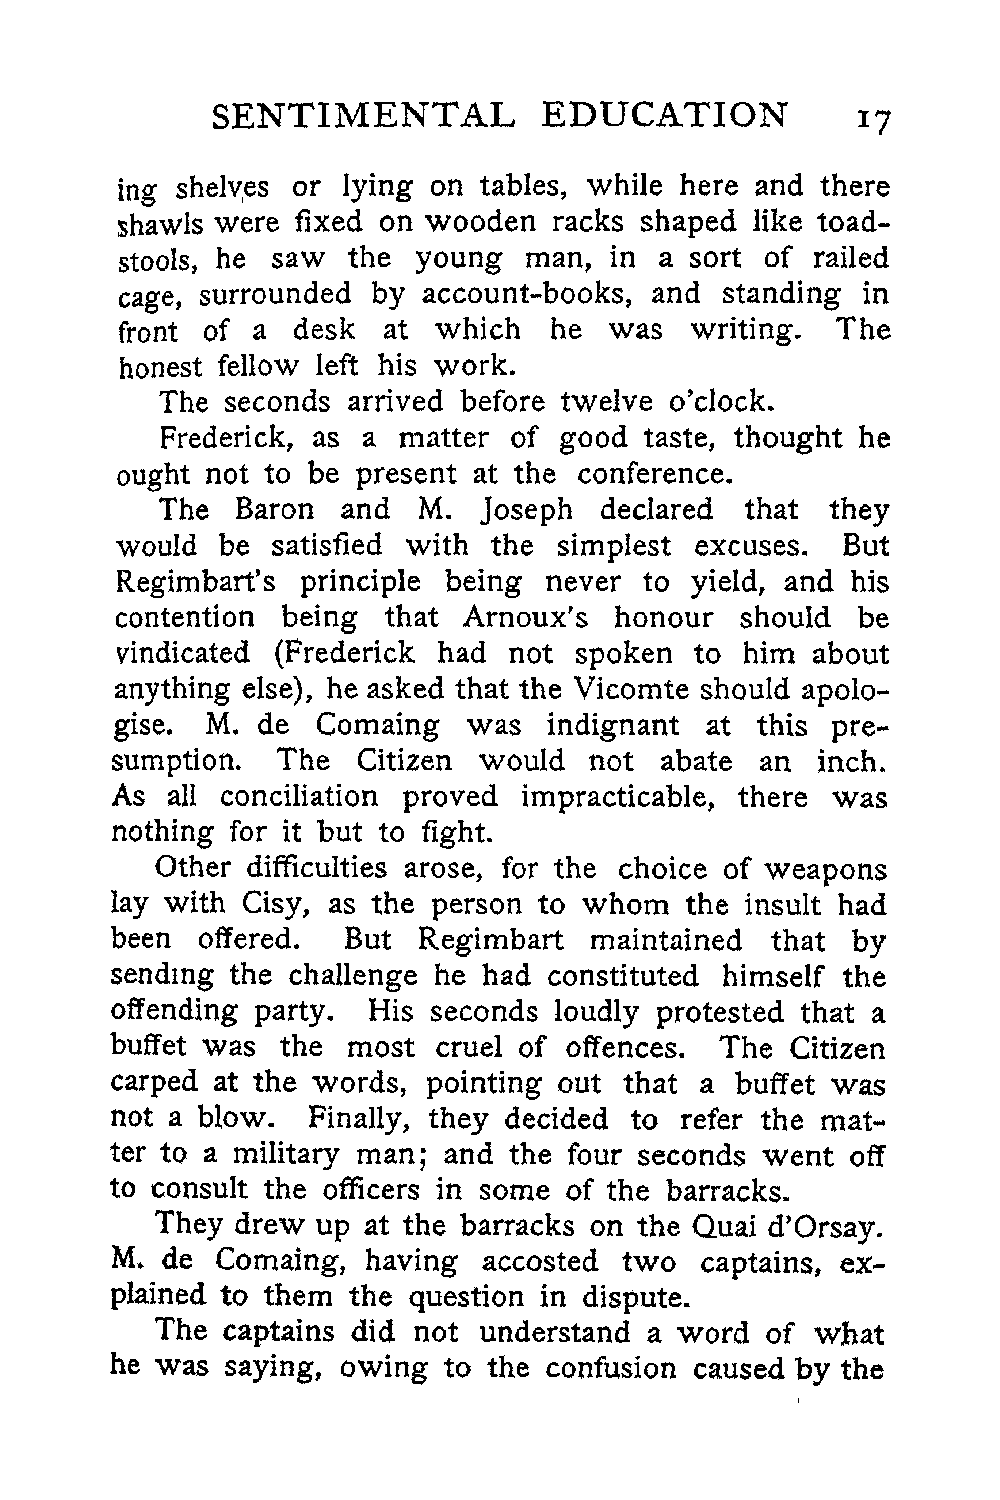 SENTIMENTAL EDUCATION 17
ing shelves or lying on tables, while here and there
shawls were fixed on wooden racks shaped like toad-
stools, he saw the young man, in a sort of railed
cage, surrounded by account-books, and standing in
front of a desk at which he was writing. The
honest fellow left his work.
The seconds arrived before twelve o'clock.
Frederick, as a matter of good taste, thought he
ought not to be present at the conference.
The Baron and M. Joseph declared that they
would be satisfied with the simplest excuses. But
Regimbart's principle being never to yield, and his
contention being that Arnoux's honour should be
vindicated (Frederick had not spoken to him about
anything else), he asked that the Vicomte should apolo-
gise. M. de Comaing was indignant at this pre-
sumption. The Citizen would not abate an inch.
As all conciliation proved impracticable, there was
nothing for it but to fight.
Other difficulties arose, for the choice of weapons
lay with Cisy, as the person to whom the insult had
been offered. But Regimbart maintained that by
sending the challenge he had constituted himself the
offending party. His seconds loudly protested that a
buffet was the most cruel of offences. The Citizen
carped at the words, pointing out that a buffet was
not a blow. Finally, they decided to refer the mat-
ter to a military man; and the four seconds went off
to consult the officers in some of the barracks.
They drew up at the barracks on the Quai d'Orsay.
M. de Comaing, having accosted two captains, ex-
plained to them the question in dispute.
The captains did not understand a word of what
he was saying, owing to the confusion caused by the